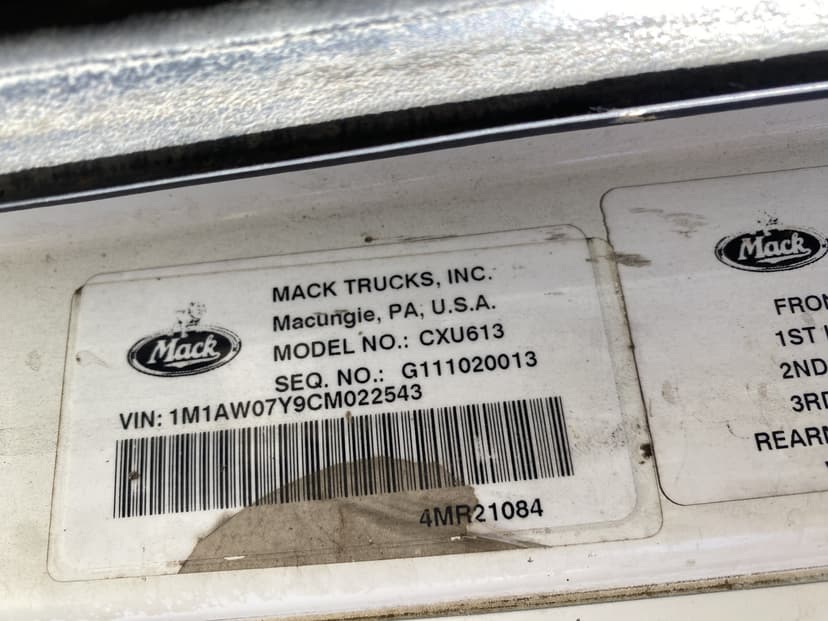 Mack
MACK TRUCKS, INC.
Macungie, PA, U.S.A.
MODEL NO.: CXU613
SEQ. NO.: G111020013
VIN: 1M1AW07Y9CM022543
4MR21084
Mack
FRON
1ST
2ND
3RD
REARM